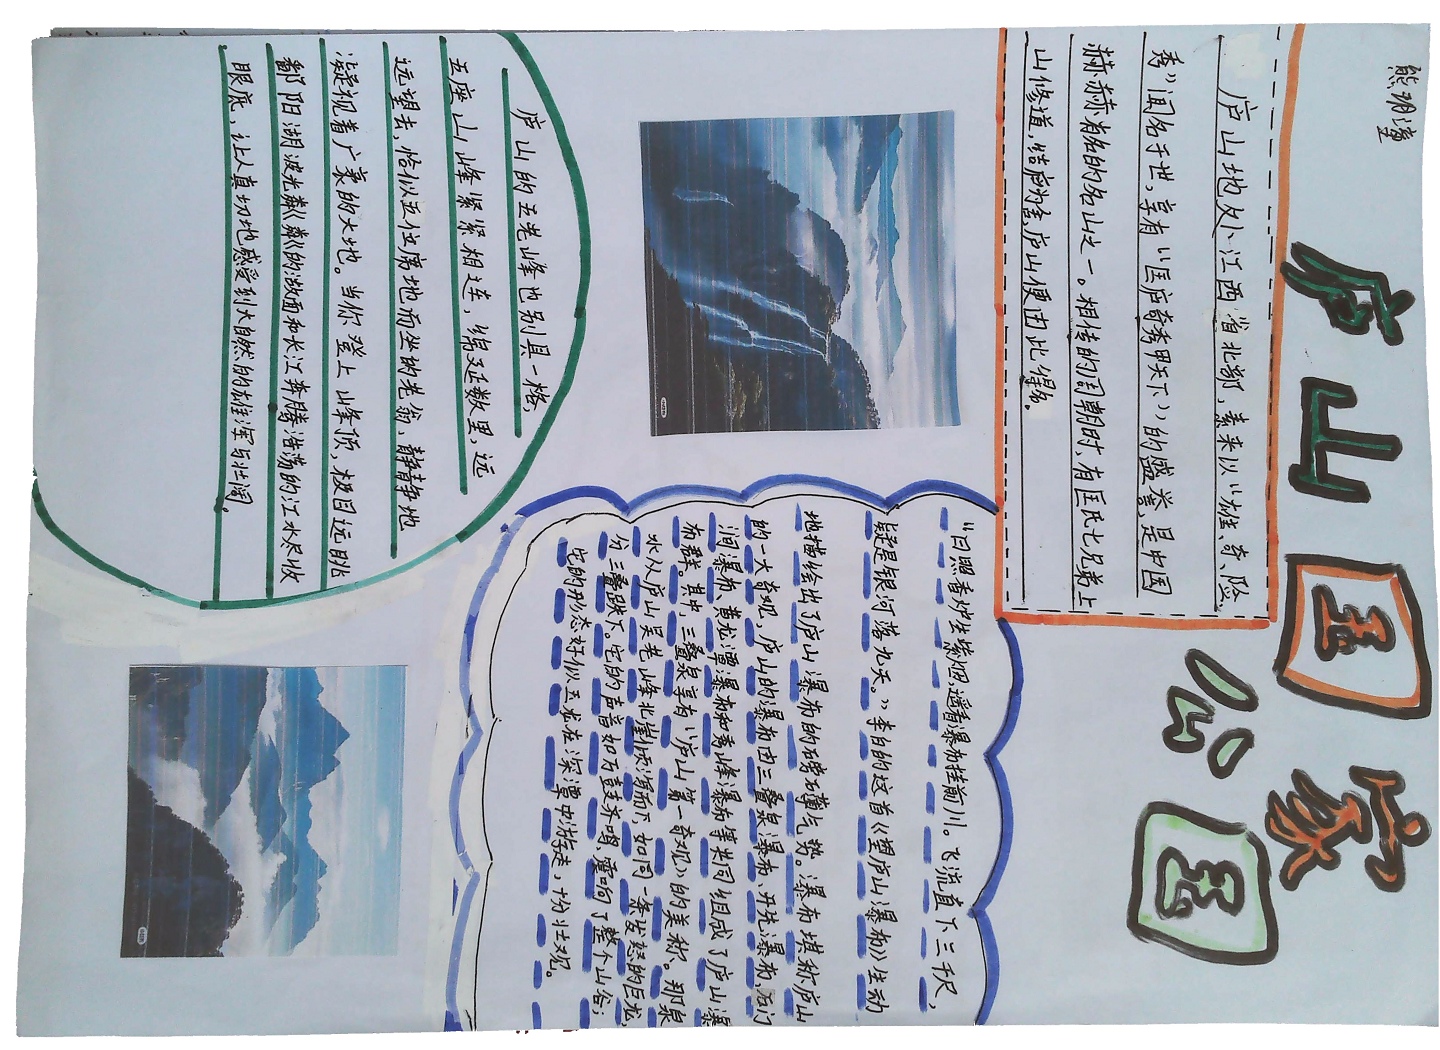 熊玥潼
庐山国家
公园
庐山地处江西省北部，素来以“雄、奇、险、
秀”闻名于世，享有“匡庐奇秀甲天下”的盛誉，是中国
赫赫有名的名山之一。相传的周朝时，有匡氏七兄弟上
山修道，结庐为舍，庐山便由此得名。
“日照香炉生紫烟，遥看瀑布挂前川。飞流直下三千尺，
疑是银河落九天。”李白的这首《望庐山瀑布》生动
地描绘出了庐山瀑布的磅礴气势。瀑布堪称庐山
的一大奇观，庐山的瀑布由三叠泉瀑布、开先瀑布、石门
涧瀑布、黄龙潭瀑布和秀峰瀑布等共同组成了庐山瀑
布群。其中，三叠泉享有“庐山第一奇观”的美称。那泉
水从庐山吴老峰北崖倾泻而下，如同一条发怒的巨龙，
分三叠跌下。它的声音如万鼓齐鸣，震响了整个山谷；
它的形态好似玉龙在深潭中游走，十分壮观。
庐山的五老峰也别具一格，
五座山峰紧紧相连，绵延数里，远
远望去，恰似五位席地而坐的老翁，静静地
凝视着广袤的大地。当你登上峰顶，极目远眺
鄱阳湖波光粼粼的湖面和长江奔腾浩荡的江水尽收
眼底，让人真切地感受到大自然的雄浑与壮阔。